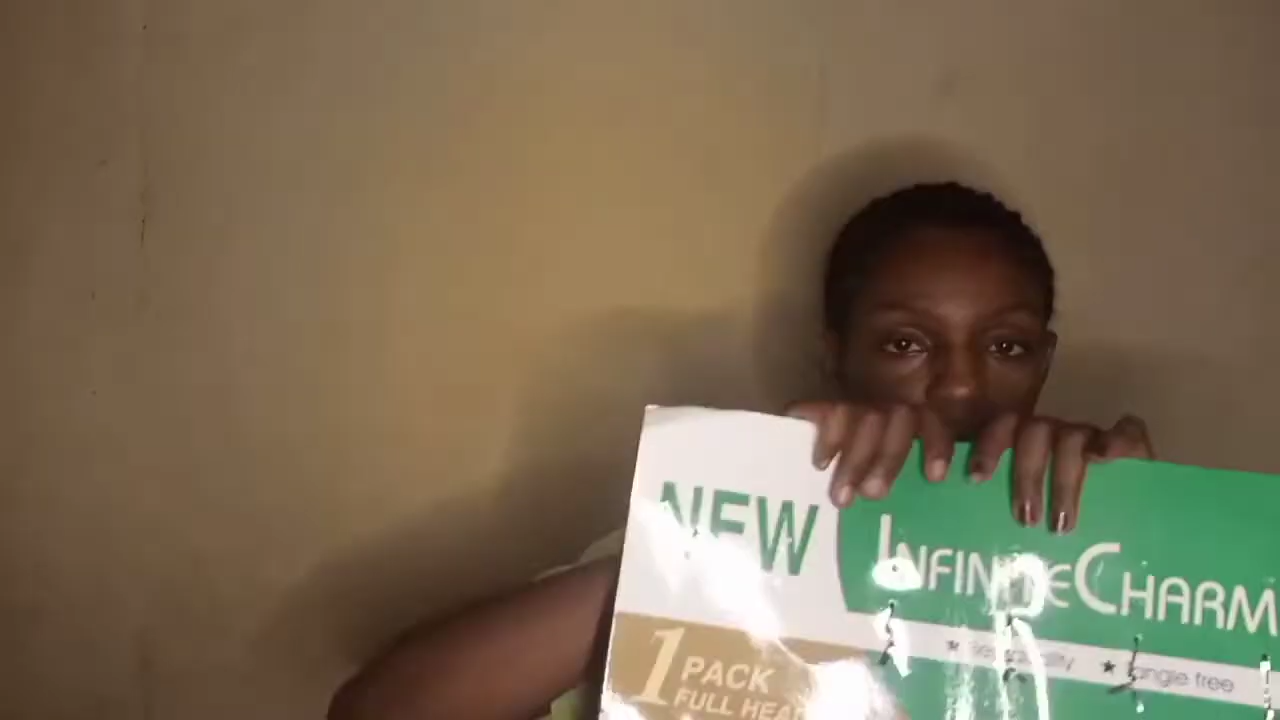 NEW
INFINITECHARM
★ ★ tangle free
1 PACK
FULL HEAD